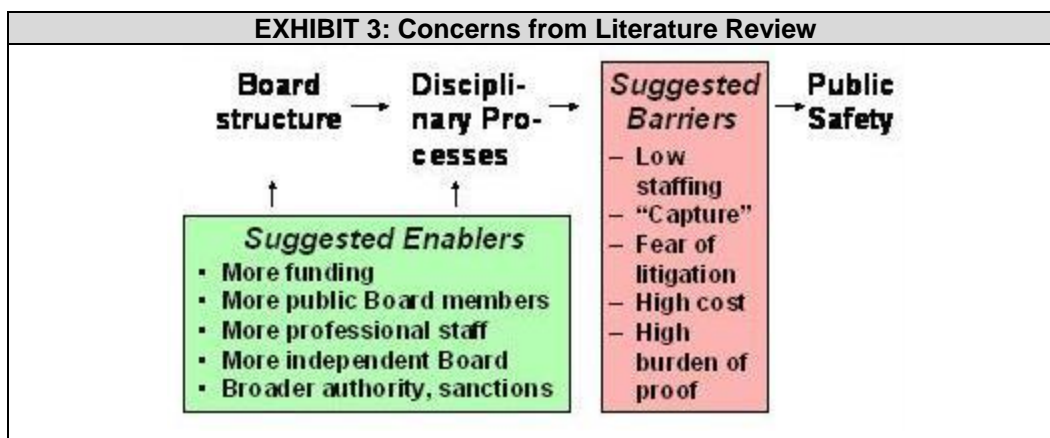 EXHIBIT 3: Concerns from Literature Review
Board
structure
Discipli-
nary Pro-
cesses
Suggested
Barriers
– Low
staffing
– “Capture”
– Fear of
litigation
– High cost
– High
burden of
proof
Public
Safety
Suggested Enablers
▪ More funding
▪ More public Board members
▪ More professional staff
▪ More independent Board
▪ Broader authority, sanctions